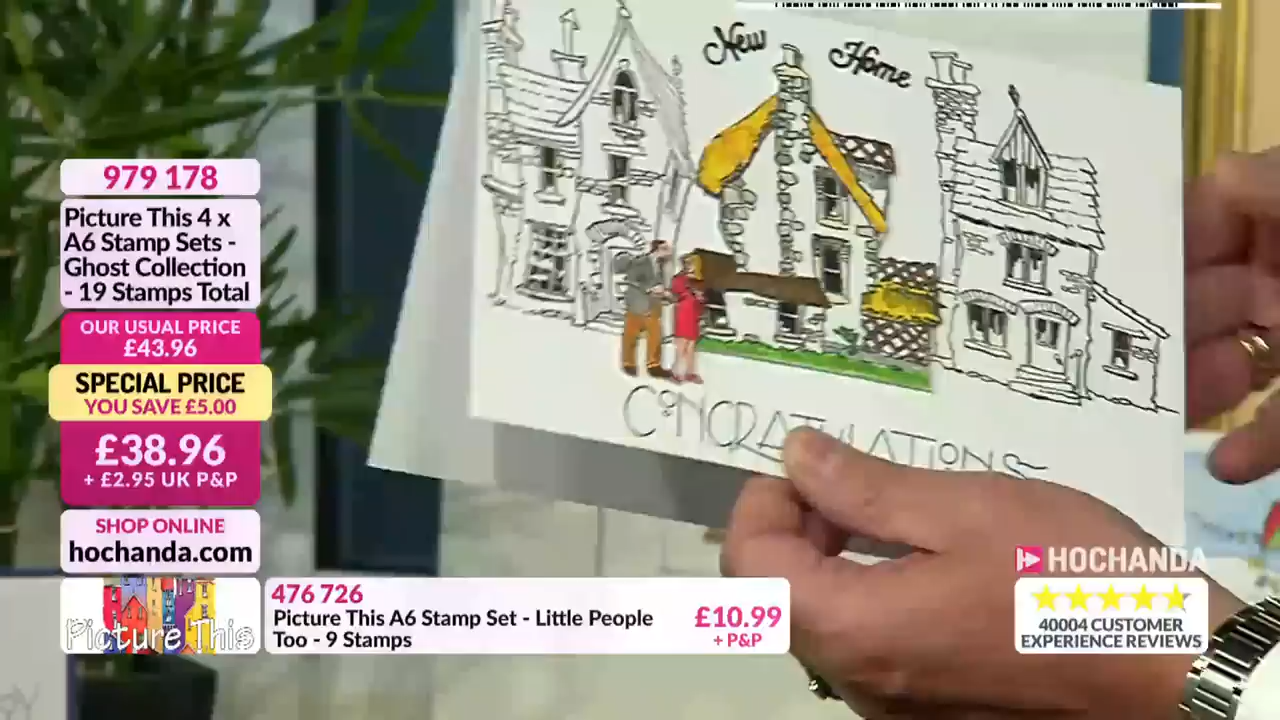 New Home
CONGRATULATIONS
979 178
Picture This 4 x
A6 Stamp Sets -
Ghost Collection
- 19 Stamps Total
OUR USUAL PRICE
£43.96
SPECIAL PRICE
YOU SAVE £5.00
£38.96
+ £2.95 UK P&P
SHOP ONLINE
hochanda.com
Picture This
476 726
Picture This A6 Stamp Set - Little People
Too - 9 Stamps
£10.99
+ P&P
HOCHANDA
40004 CUSTOMER
EXPERIENCE REVIEWS